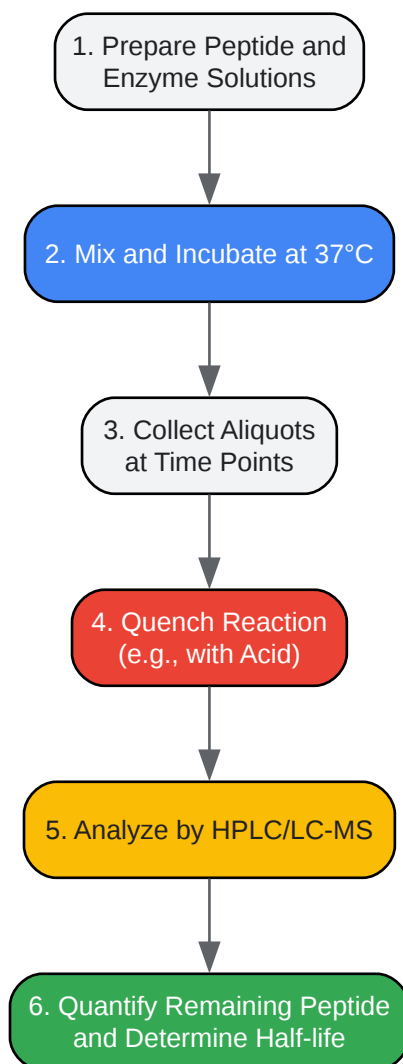 1. Prepare Peptide and
Enzyme Solutions
2. Mix and Incubate at 37°C
3. Collect Aliquots
at Time Points
4. Quench Reaction
(e.g., with Acid)
5. Analyze by HPLC/LC-MS
6. Quantify Remaining Peptide
and Determine Half-life